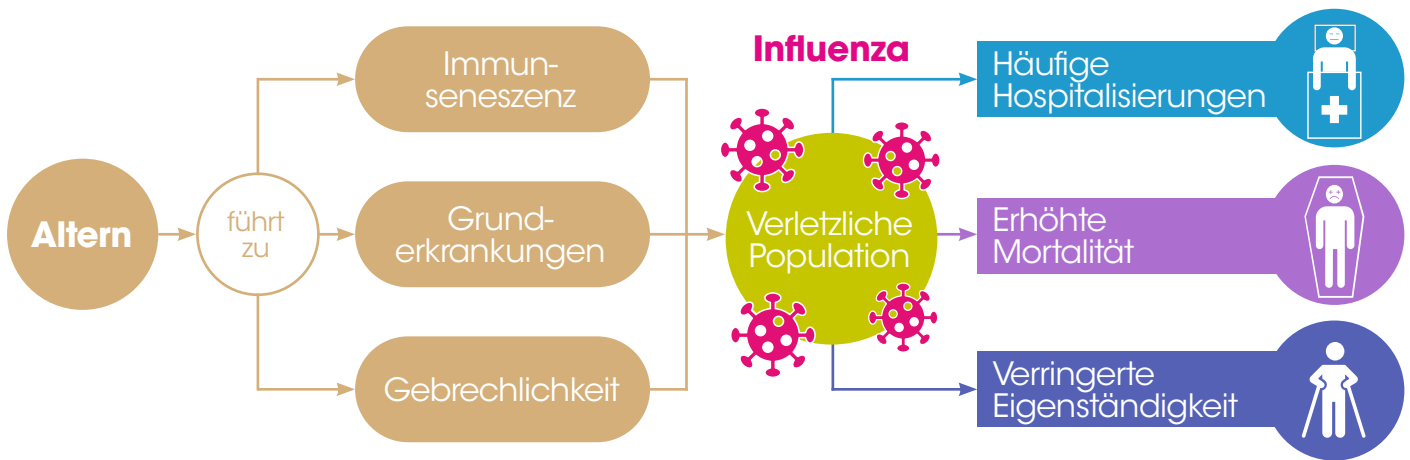 Altern
führt
zu
Immun-
seneszenz
Grund-
erkrankungen
Gebrechlichkeit
Influenza
Verletzliche
Population
Häufige
Hospitalisierungen
Erhöhte
Mortalität
Verringerte
Eigenständigkeit